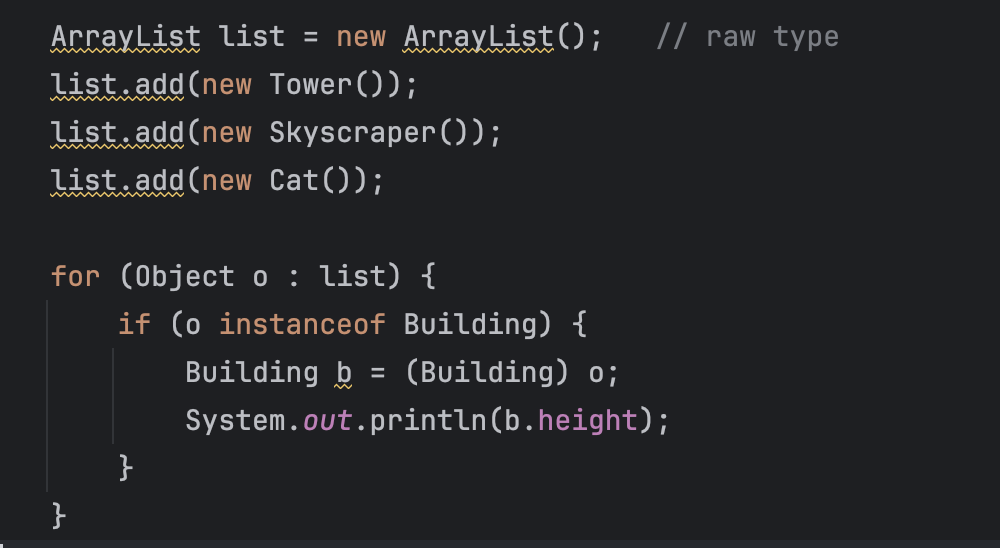 ArrayList list = new ArrayList();   // raw type
list.add(new Tower());
list.add(new Skyscraper());
list.add(new Cat());

for (Object o : list) {
    if (o instanceof Building) {
        Building b = (Building) o;
        System.out.println(b.height);
    }
}